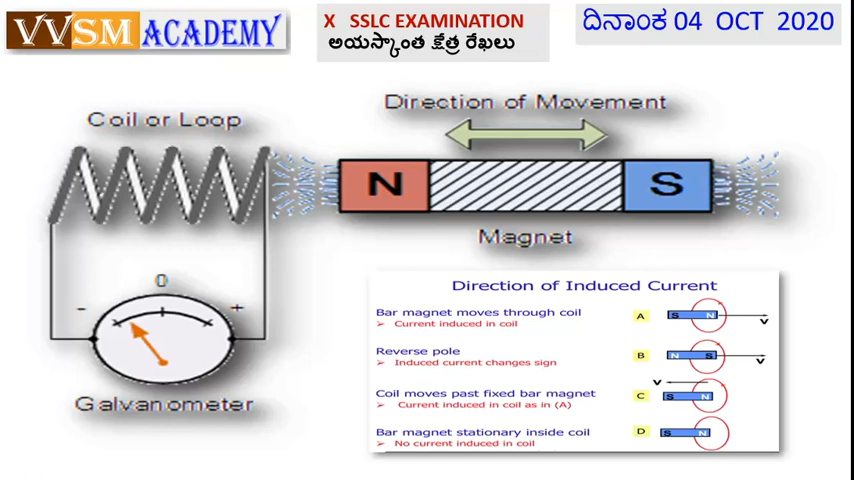 VVSM ACADEMY
X SSLC EXAMINATION
ಅಯಸ್ಕಾಂತ ಕ್ಷೇತ್ರ ರೇಖಲು
ದಿನಾಂಕ 04 OCT 2020
Direction of Movement
Coil or Loop
N
S
Magnet
0
-
+
Galvanometer
Direction of Induced Current
Bar magnet moves through coil
➢ Current induced in coil
A
S N
v
Reverse pole
➢ Induced current changes sign
B
N S
v
Coil moves past fixed bar magnet
➢ Current induced in coil as in (A)
v
C
S N
Bar magnet stationary inside coil
➢ No current induced in coil
D
S N